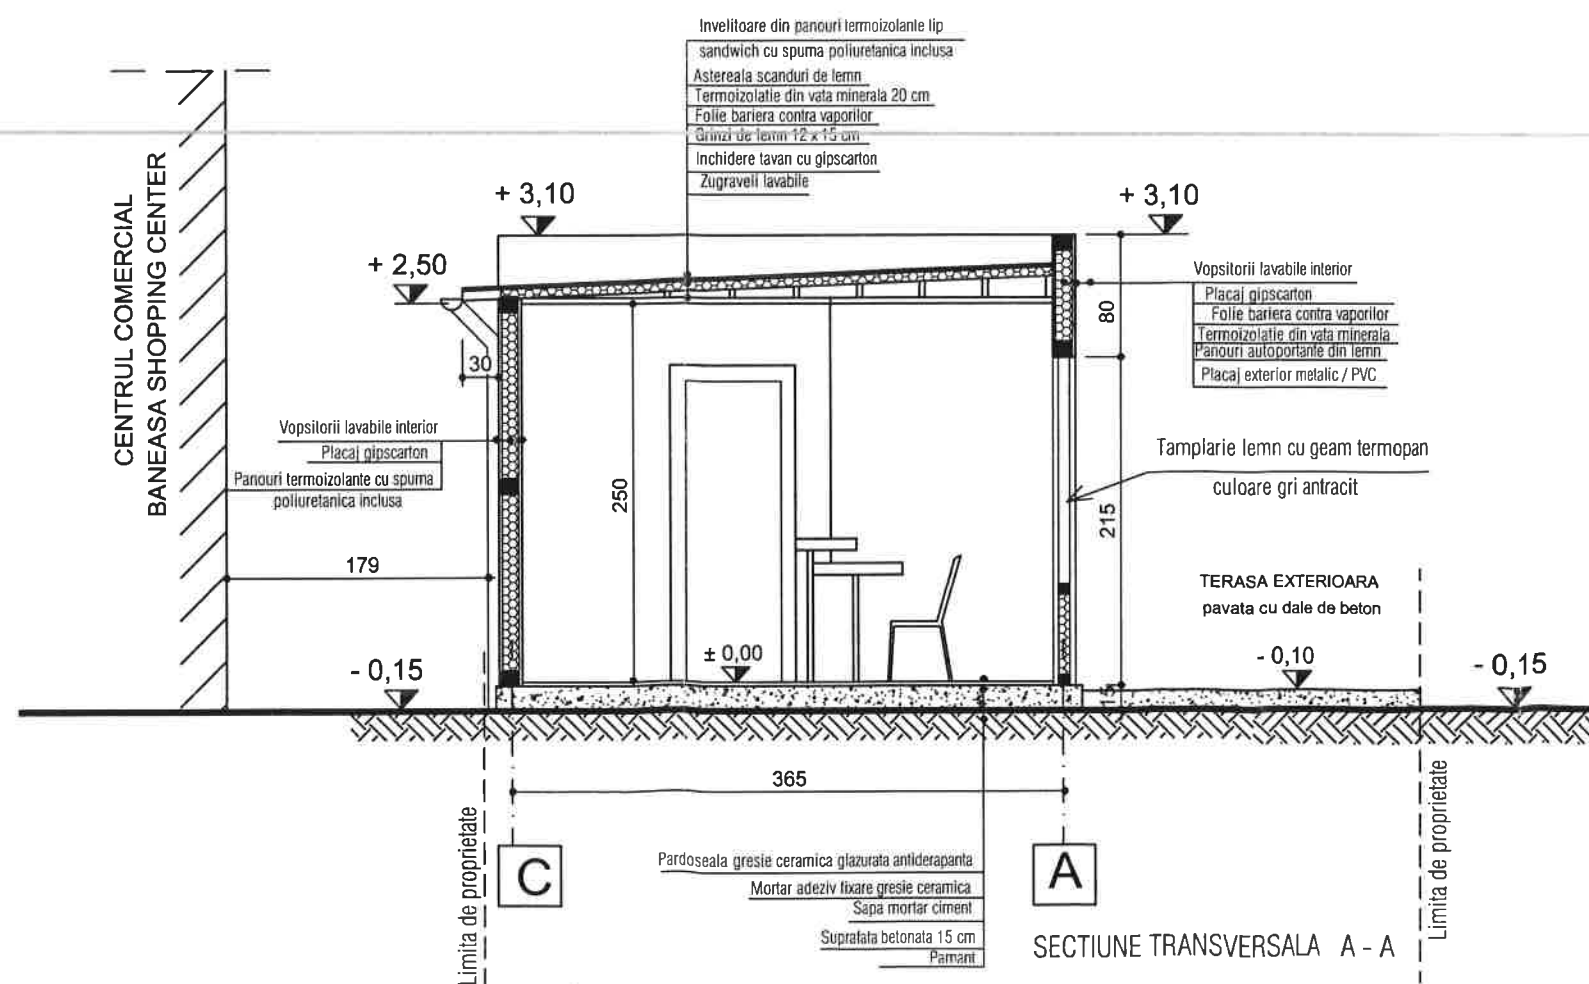 Invelitoare din panouri termoizolante tip
sandwich cu spuma poliuretanica inclusa
Astereala scanduri de lemn
Termoizolatie din vata minerala 20 cm
Folie bariera contra vaporilor
Grinzi de lemn 12 x 15 cm
Inchidere tavan cu gipscarton
Zugraveli lavabile
CENTRUL COMERCIAL
BANEASA SHOPPING CENTER
+ 3,10
+ 3,10
+ 2,50
Vopsitorii lavabile interior
Placaj gipscarton
Folie bariera contra vaporilor
Termoizolatie din vata minerala
Panouri autoportante din lemn
Placaj exterior metalic / PVC
80
30
Vopsitorii lavabile interior
Placaj gipscarton
Panouri termoizolante cu spuma
poliuretanica inclusa
Tamplarie lemn cu geam termopan
culoare gri antracit
250
215
179
TERASA EXTERIOARA
pavata cu dale de beton
± 0,00
- 0,15
- 0,10
- 0,15
15
365
Limita de proprietate
Limita de proprietate
C
A
Pardoseala gresie ceramica glazurata antiderapanta
Mortar adeziv fixare gresie ceramica
Sapa mortar ciment
Suprafata betonata 15 cm
Pamant
SECTIUNE TRANSVERSALA A - A